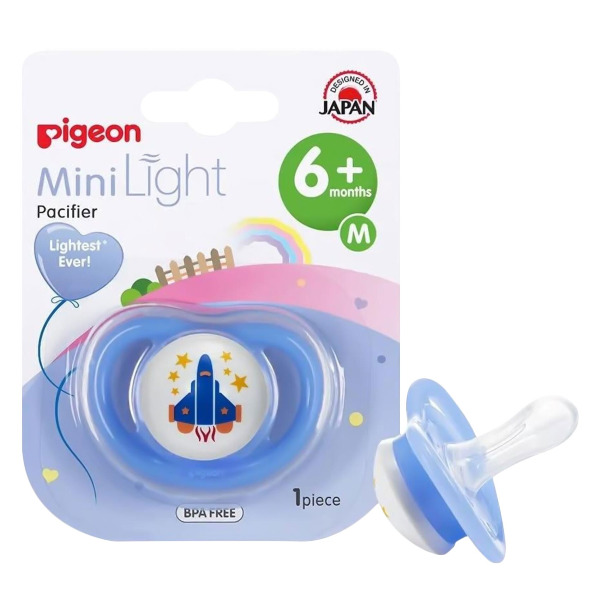 DESIGNED IN
JAPAN
pigeon
MiniLight
Pacifier
6+
months
M
Lightest*
Ever!
1piece
BPA FREE